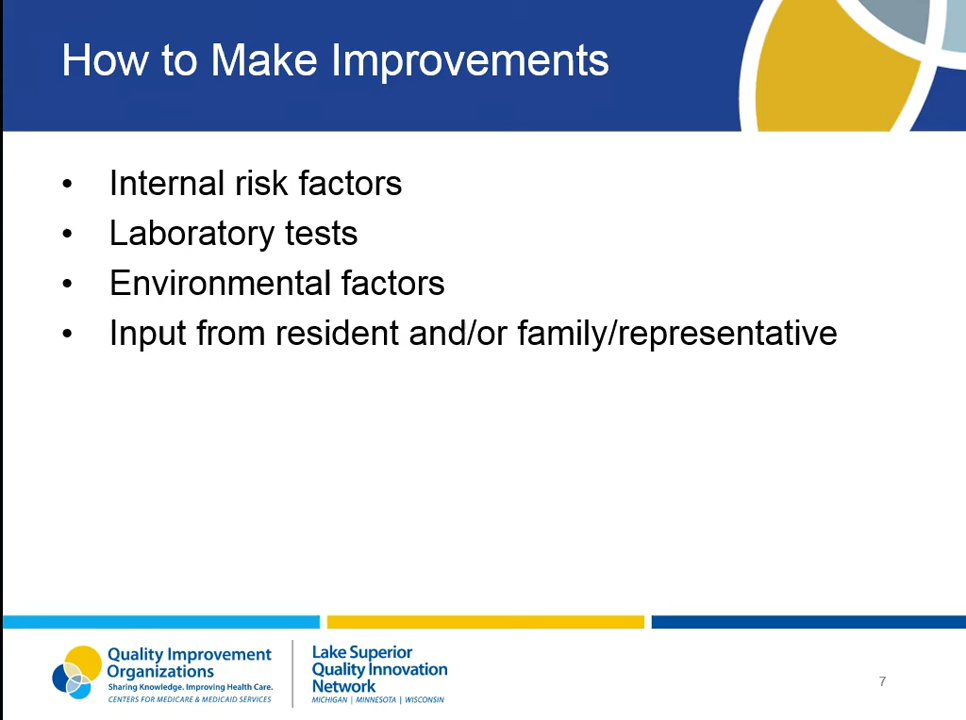 How to Make Improvements
• Internal risk factors
• Laboratory tests
• Environmental factors
• Input from resident and/or family/representative
Quality Improvement
Organizations
Sharing Knowledge. Improving Health Care.
CENTERS FOR MEDICARE & MEDICAID SERVICES
Lake Superior
Quality Innovation
Network
MICHIGAN | MINNESOTA | WISCONSIN
7